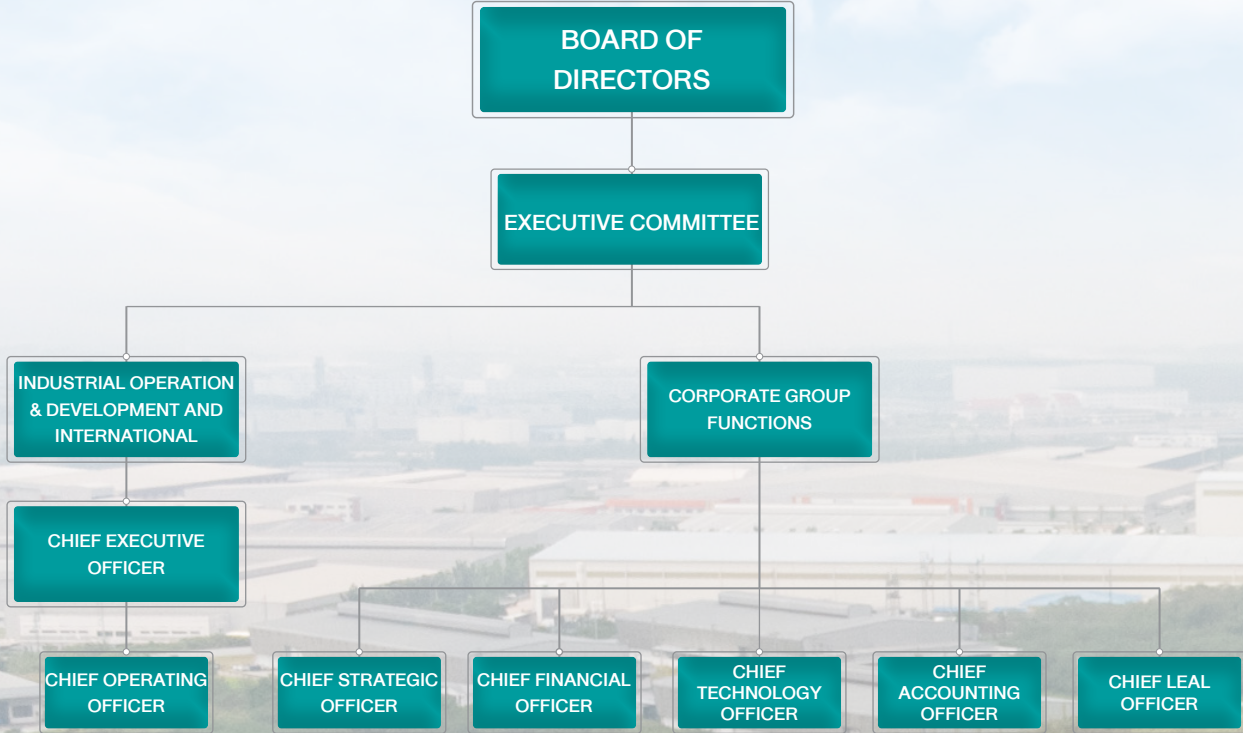 BOARD OF
DIRECTORS
EXECUTIVE COMMITTEE
INDUSTRIAL OPERATION
& DEVELOPMENT AND
INTERNATIONAL
CORPORATE GROUP
FUNCTIONS
CHIEF EXECUTIVE
OFFICER
CHIEF OPERATING
OFFICER
CHIEF STRATEGIC
OFFICER
CHIEF FINANCIAL
OFFICER
CHIEF
TECHNOLOGY
OFFICER
CHIEF
ACCOUNTING
OFFICER
CHIEF LEAL
OFFICER